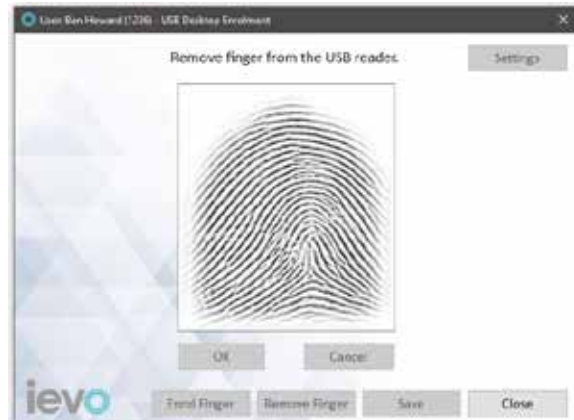 User: Ben Howard (1236) - USB Desktop Enrolment
Remove finger from the USB reader.
Settings
OK
Cancel
ievo
Enrol Finger
Remove Finger
Save
Close